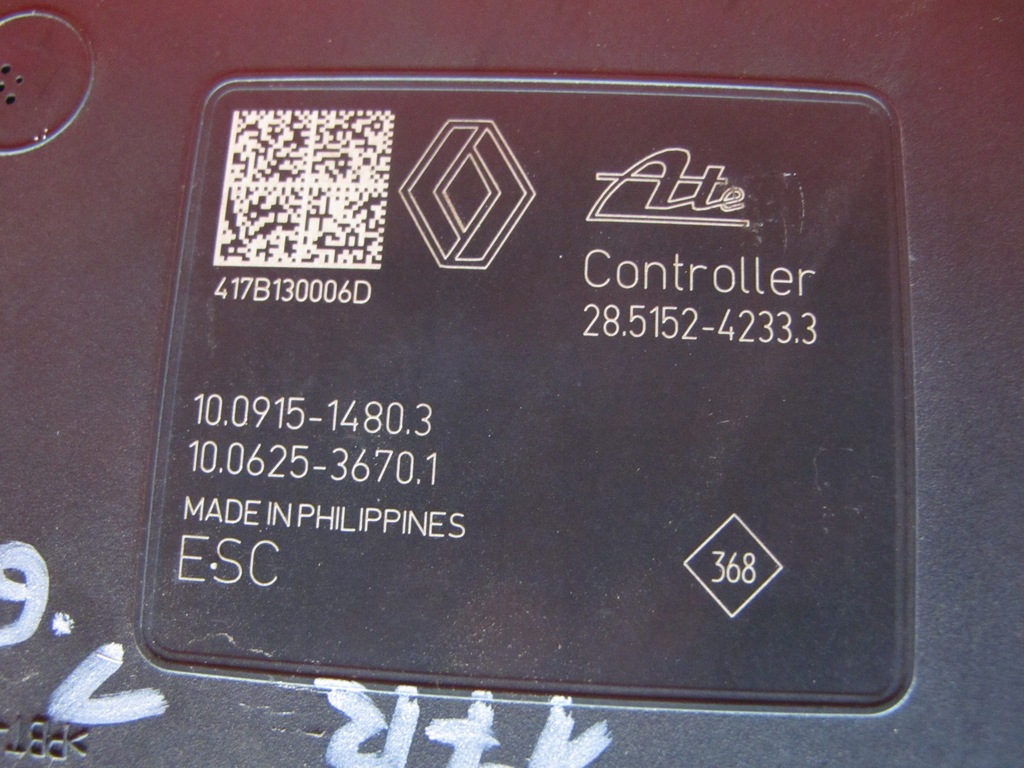 Ate
Controller
28.5152-4233.3
417B130006D
10.0915-1480.3
10.0625-3670.1
MADE IN PHILIPPINES
E·SC
368